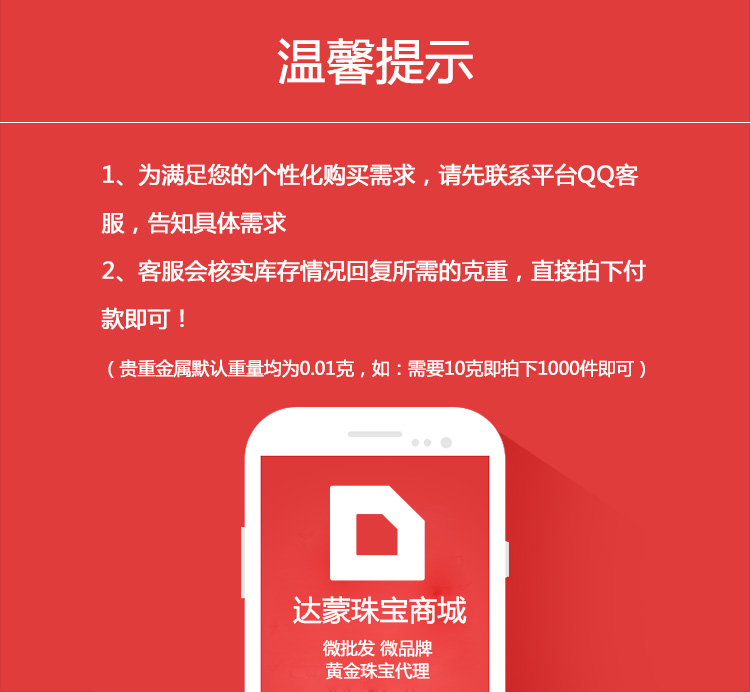 温馨提示
1、为满足您的个性化购买需求，请先联系平台QQ客
服，告知具体需求
2、客服会核实库存情况回复所需的克重，直接拍下付
款即可！
（贵重金属默认重量均为0.01克，如：需要10克即拍下1000件即可）
达蒙珠宝商城
微批发 微品牌
黄金珠宝代理